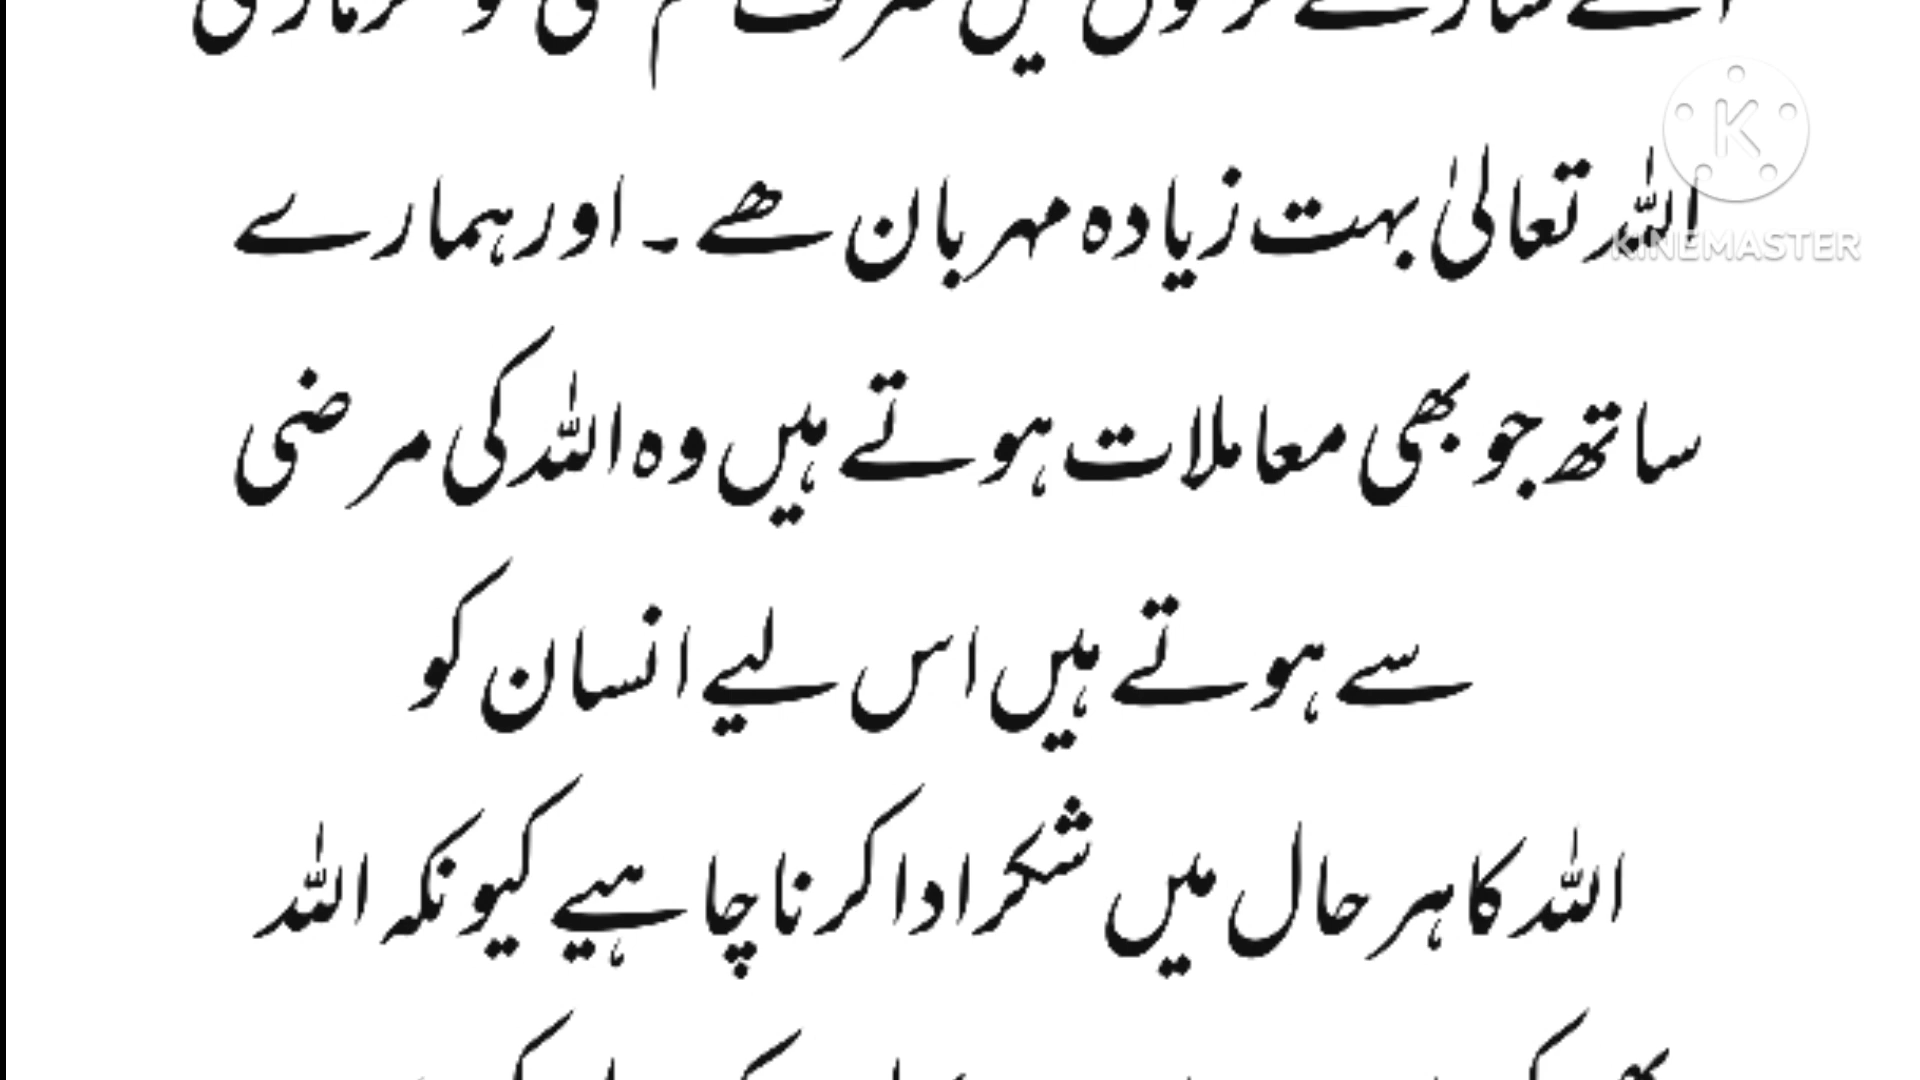 KINEMASTER
اللہ تعالیٰ بہت زیادہ مہربان ھے ۔ اور ہمارے
ساتھ جو بھی معاملات ہوتے ہیں وہ اللہ کی مرضی
سے ہوتے ہیں اس لیے انسان کو
اللہ کا ہر حال میں شکر ادا کرنا چاہیے کیونکہ اللہ